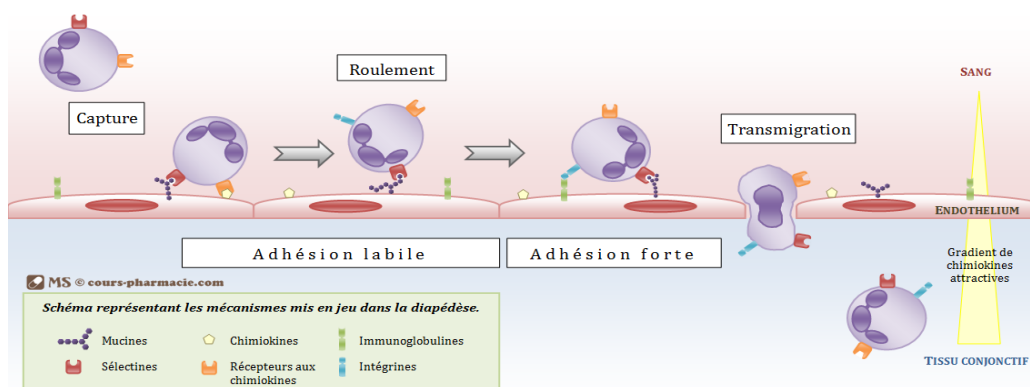 Roulement
SANG
Capture
Transmigration
ENDOTHELIUM
Adhésion labile
Adhésion forte
Gradient de
chimiokines
attractives
MS © cours-pharmacie.com
Schéma représentant les mécanismes mis en jeu dans la diapédèse.
Mucines
Chimiokines
Immunoglobulines
Sélectines
Récepteurs aux
chimiokines
Intégrines
TISSU CONJONCTIF